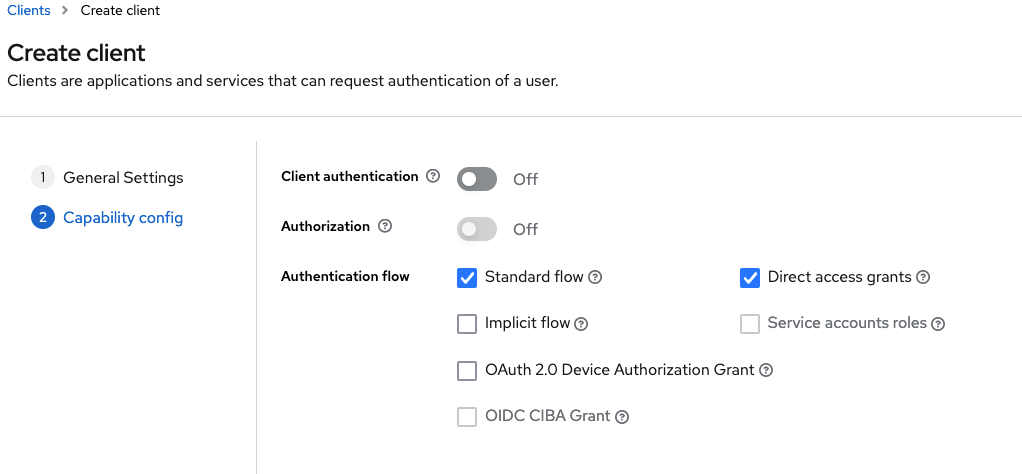 Clients > Create client
Create client
Clients are applications and services that can request authentication of a user.
1 General Settings
2 Capability config
Client authentication ? Off
Authorization ? Off
Authentication flow
Standard flow ? Direct access grants ?
Implicit flow ? Service accounts roles ?
OAuth 2.0 Device Authorization Grant ?
OIDC CIBA Grant ?